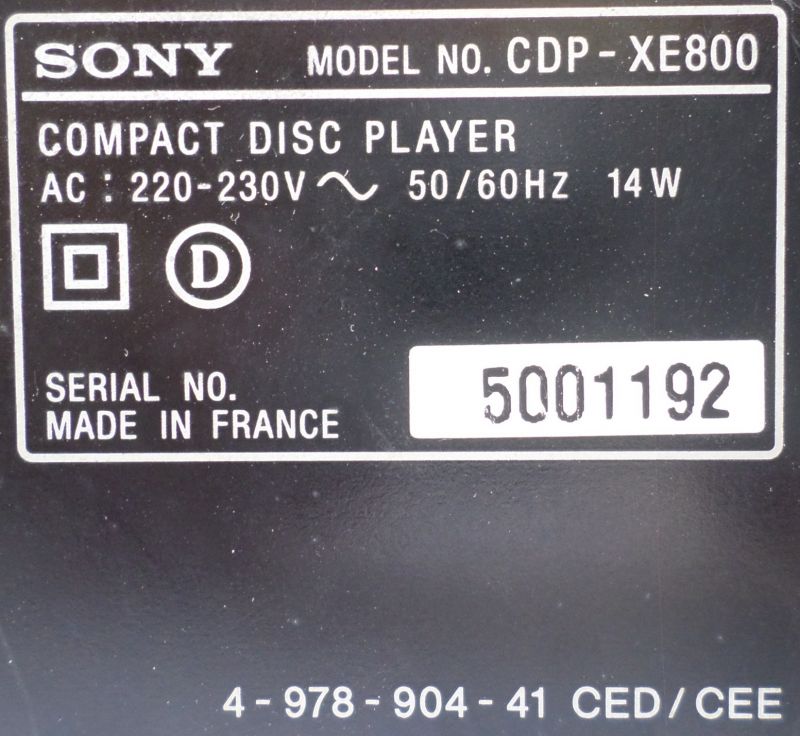 SONY MODEL NO. CDP-XE800
COMPACT DISC PLAYER
AC : 220-230V ~ 50/60Hz 14W
D
SERIAL NO. 5001192
MADE IN FRANCE
4-978-904-41 CED/CEE